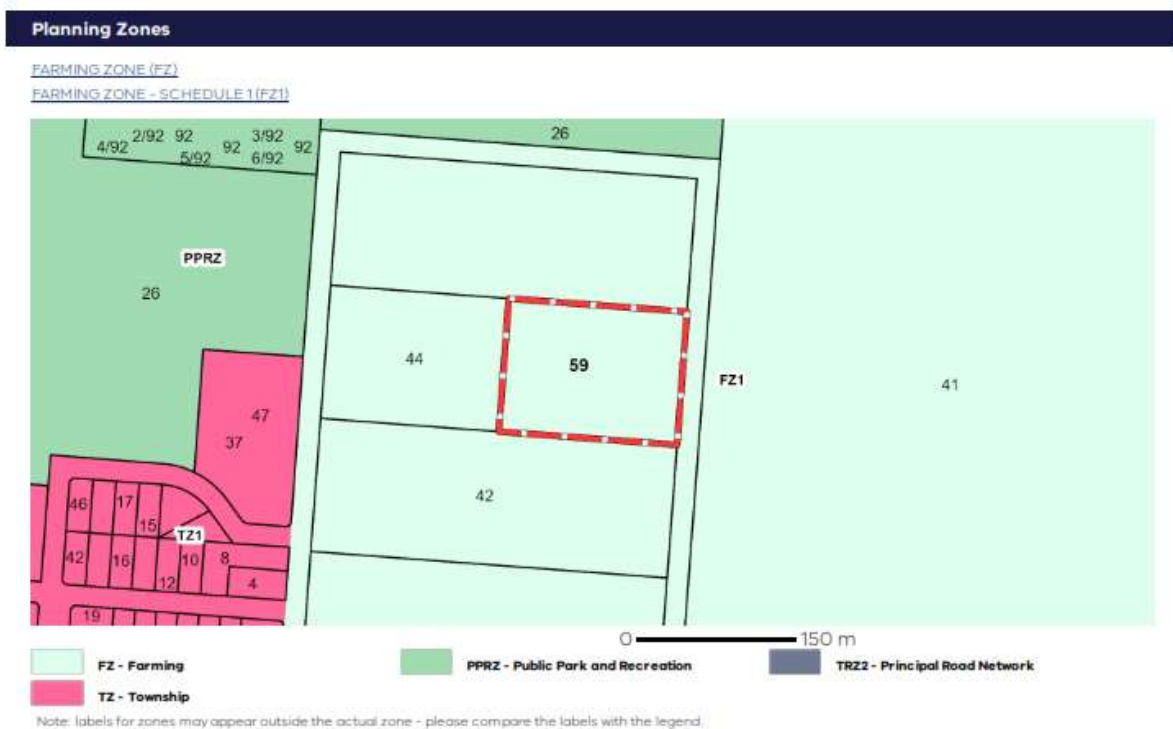 Planning Zones
FARMING ZONE (FZ)
FARMING ZONE - SCHEDULE 1 (FZ1)
4/92 2/92 92 3/92 92 26
5/92 92 6/92
PPRZ
26
44 59 FZ1 41
47
37
42
46 17
15 TZ1
42 16 10 8
12 4
19
0 150 m
FZ - Farming PPRZ - Public Park and Recreation TRZ2 - Principal Road Network
TZ - Township
Note: labels for zones may appear outside the actual zone - please compare the labels with the legend.